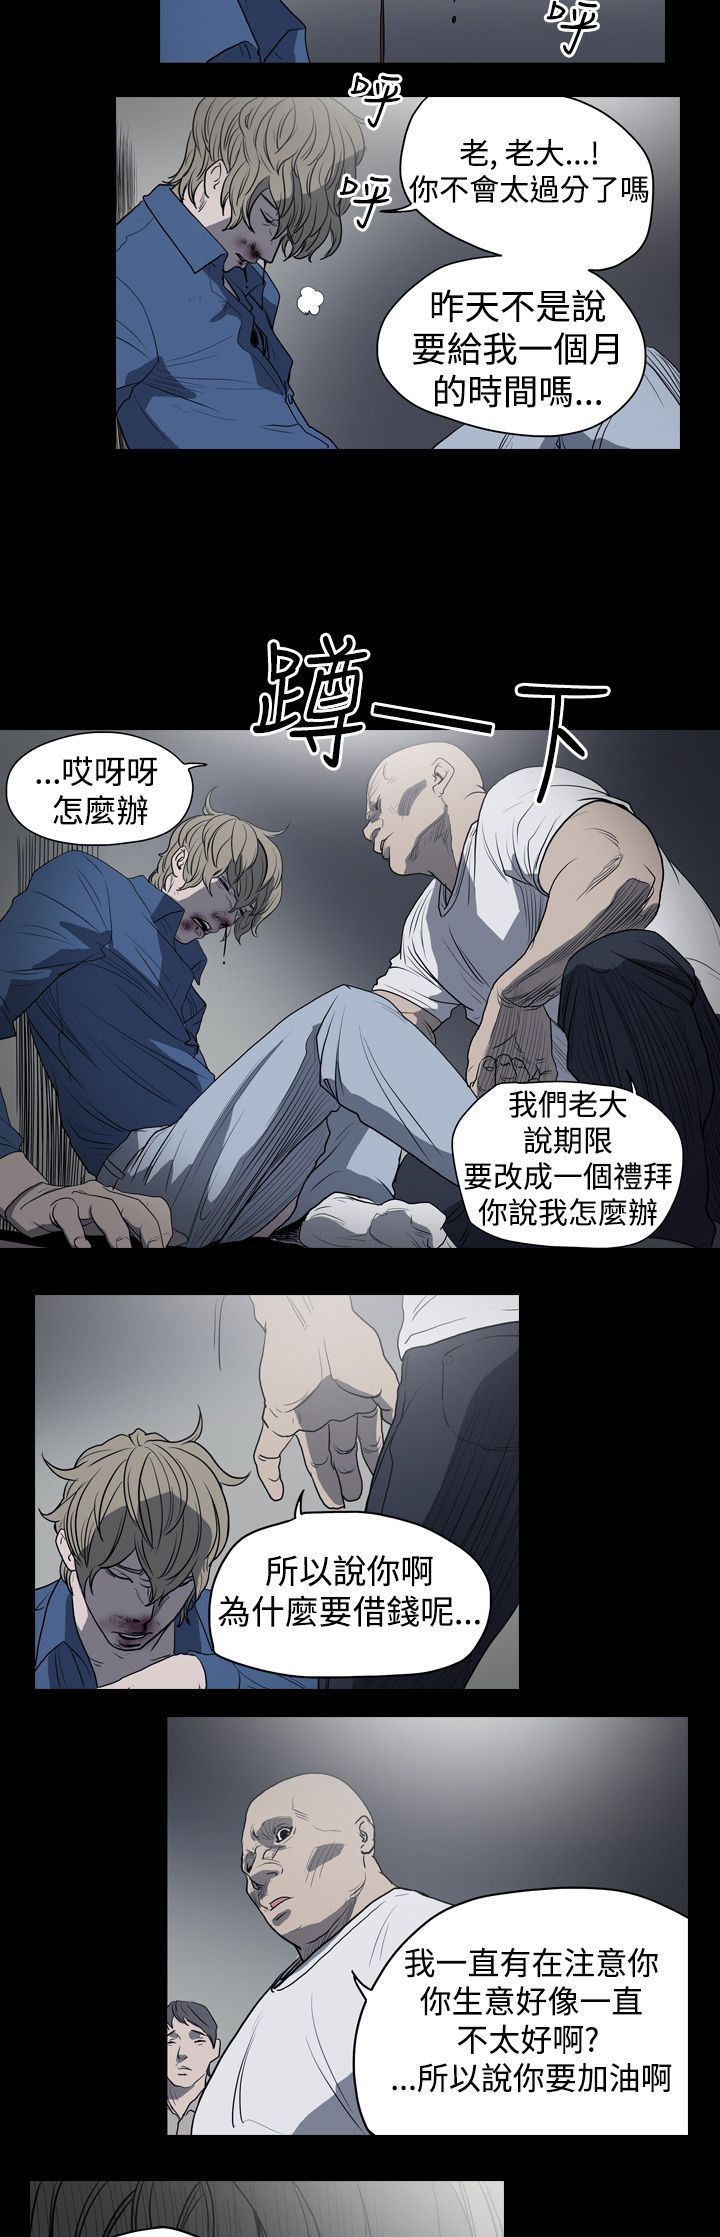 呼
呼
呼
老, 老大...!
你不會太過分了嗎
昨天不是說
要給我一個月
的時間嗎...
蹲一下
...哎呀呀
怎麼辦
我們老大
說期限
要改成一個禮拜
你說我怎麼辦
所以說你啊
為什麼要借錢呢...
我一直有在注意你
你生意好像一直
不太好啊?
...所以說你要加油啊